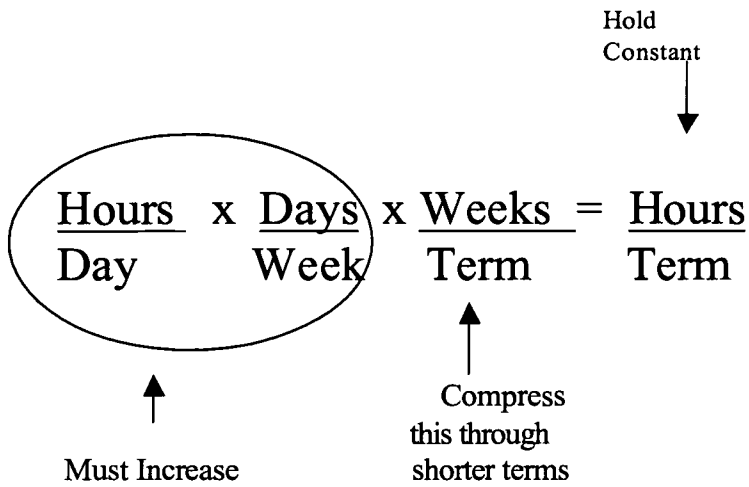 Hold
Constant
Hours x Days x Weeks = Hours
Day Week Term Term
Compress
this through
shorter terms
Must Increase